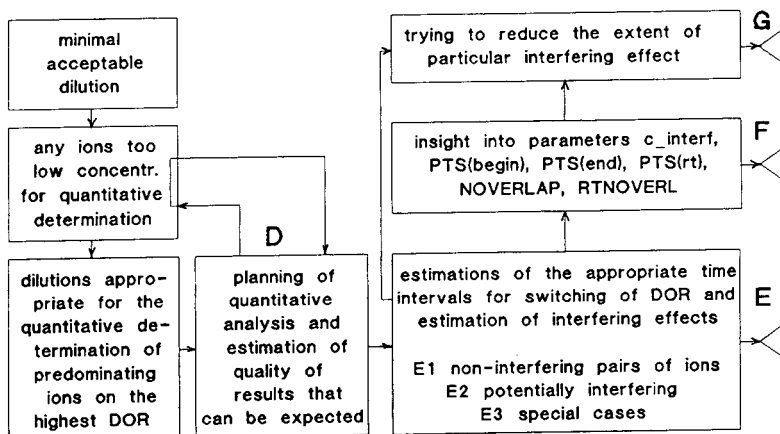 minimal
acceptable
dilution
any ions too
low concentr.
for quantitative
determination
dilutions appro-
priate for the
quantitative de-
termination of
predominating
ions on the
highest DOR
D
planning of
quantitative
analysis and
estimation of
quality of
results that
can be expected
G
trying to reduce the extent of
particular interfering effect
F
insight into parameters c_interf,
PTS(begin), PTS(end), PTS(rt),
NOVERLAP, RTNOVERL
E
estimations of the appropriate time
intervals for switching of DOR and
estimation of interfering effects
E1 non-interfering pairs of ions
E2 potentially interfering
E3 special cases